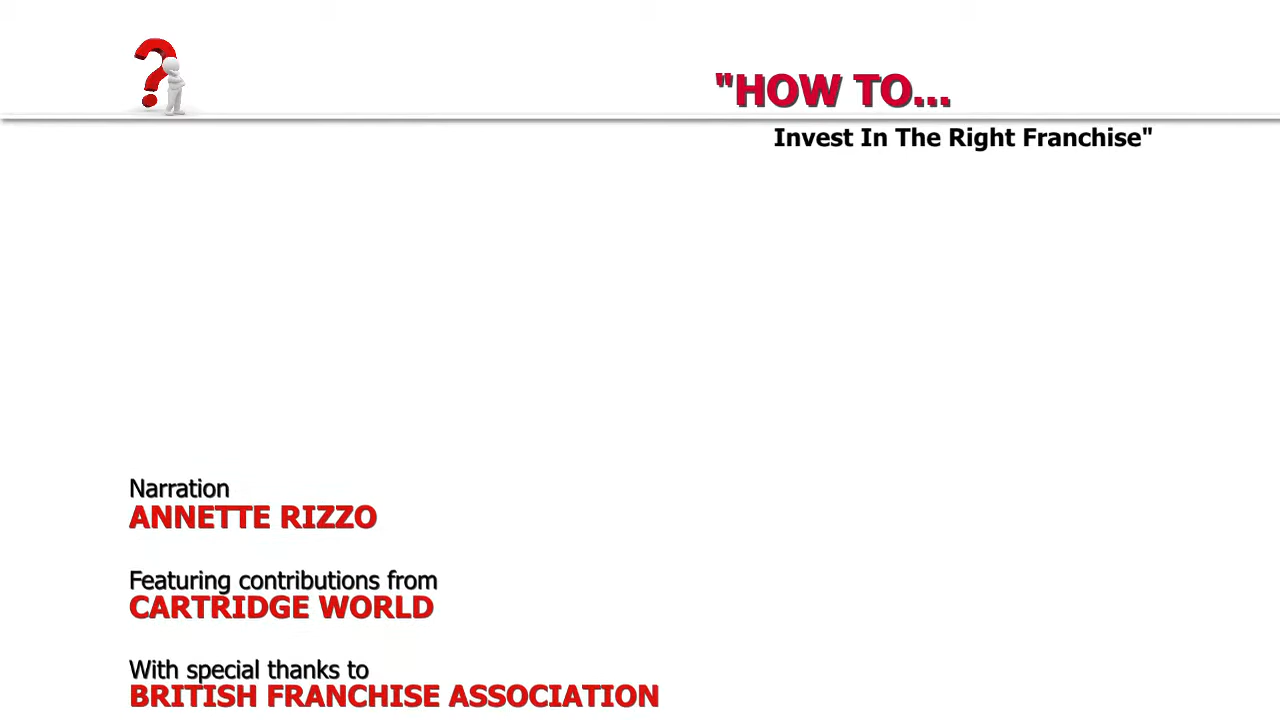 "HOW TO...
Invest In The Right Franchise"
Narration
ANNETTE RIZZO
Featuring contributions from
CARTRIDGE WORLD
With special thanks to
BRITISH FRANCHISE ASSOCIATION